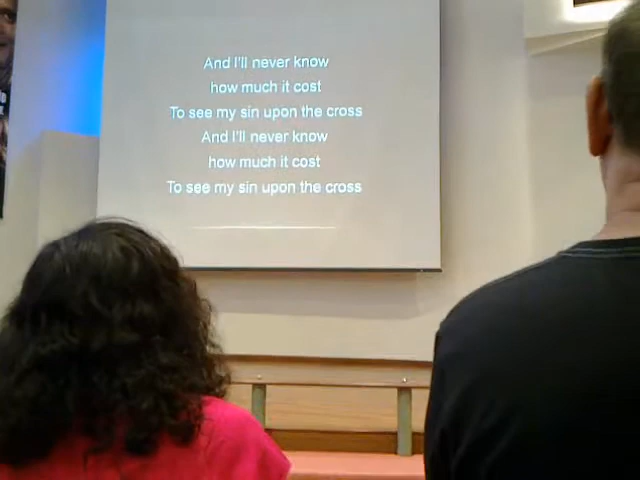 And I'll never know
how much it cost
To see my sin upon the cross
And I'll never know
how much it cost
To see my sin upon the cross